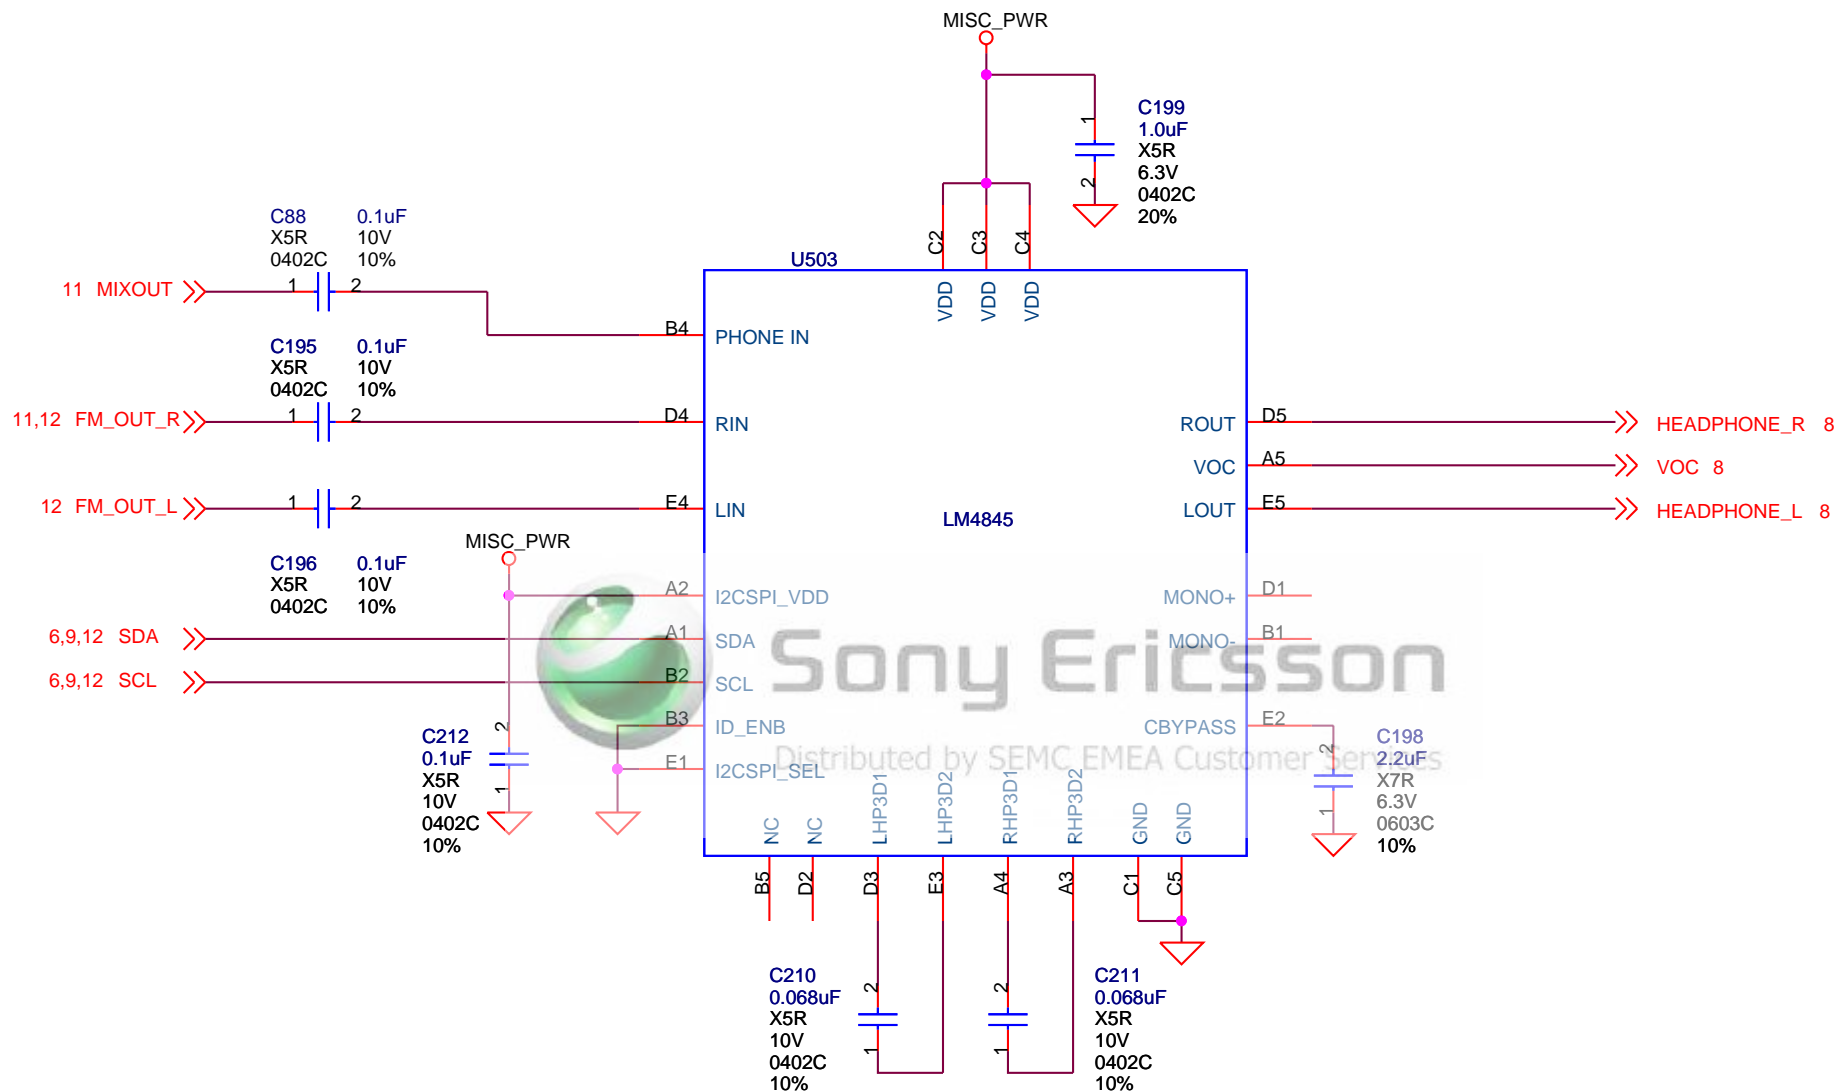 MISC_PWR
C199
1.0uF
X5R
6.3V
0402C
20%
1
2
C88 0.1uF
X5R 10V
0402C 10%
U503
C2 C3 C4
VDD VDD VDD
11 MIXOUT 1 2
B4 PHONE IN
C195 0.1uF
X5R 10V
0402C 10%
11,12 FM_OUT_R 1 2 D4 RIN
ROUT D5 HEADPHONE_R 8
VOC A5 VOC 8
12 FM_OUT_L 1 2 E4 LIN
LOUT E5 HEADPHONE_L 8
LM4845
MISC_PWR
C196 0.1uF
X5R 10V
0402C 10%
A2 I2CSPI_VDD
MONO+ D1
6,9,12 SDA A1 SDA
MONO- B1
Sony Ericsson
6,9,12 SCL B2 SCL
B3 ID_ENB
CBYPASS E2
Distributed by SEMC EMEA Customer Services
E1 I2CSPI_SEL
C212
0.1uF
X5R
10V
0402C
10%
2
1
C198
2.2uF
X7R
6.3V
0603C
10%
2
1
NC NC LHP3D1 LHP3D2 RHP3D1 RHP3D2 GND GND
B5 D2 D3 E3 A4 A3 C1 C5
C210
0.068uF
X5R
10V
0402C
10%
2
1
2
1
C211
0.068uF
X5R
10V
0402C
10%